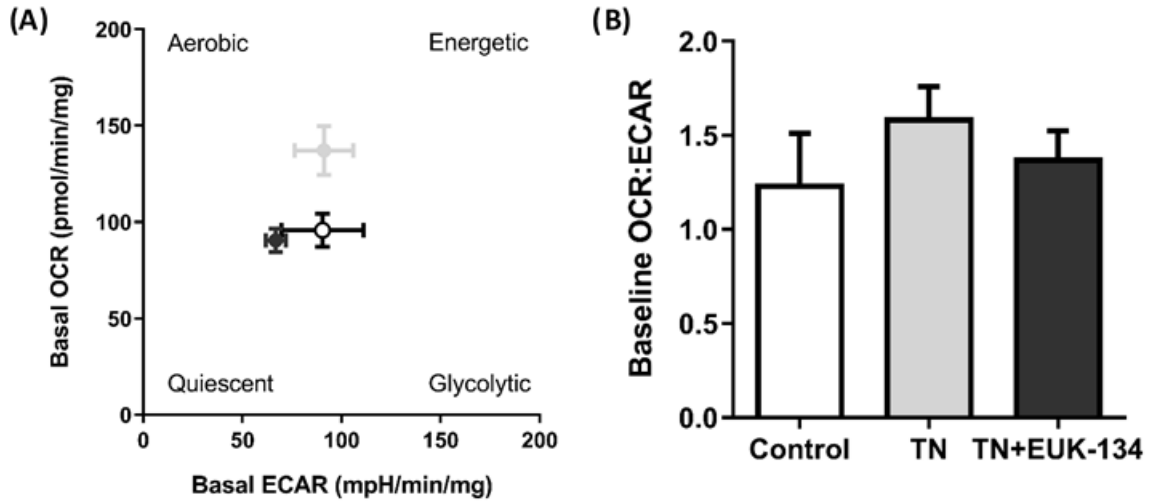 (A)
200
150
100
50
0
Basal OCR (pmol/min/mg)
Aerobic
Energetic
Quiescent
Glycolytic
0 50 100 150 200
Basal ECAR (mpH/min/mg)
(B)
2.0
1.5
1.0
0.5
0.0
Baseline OCR:ECAR
Control TN TN+EUK-134